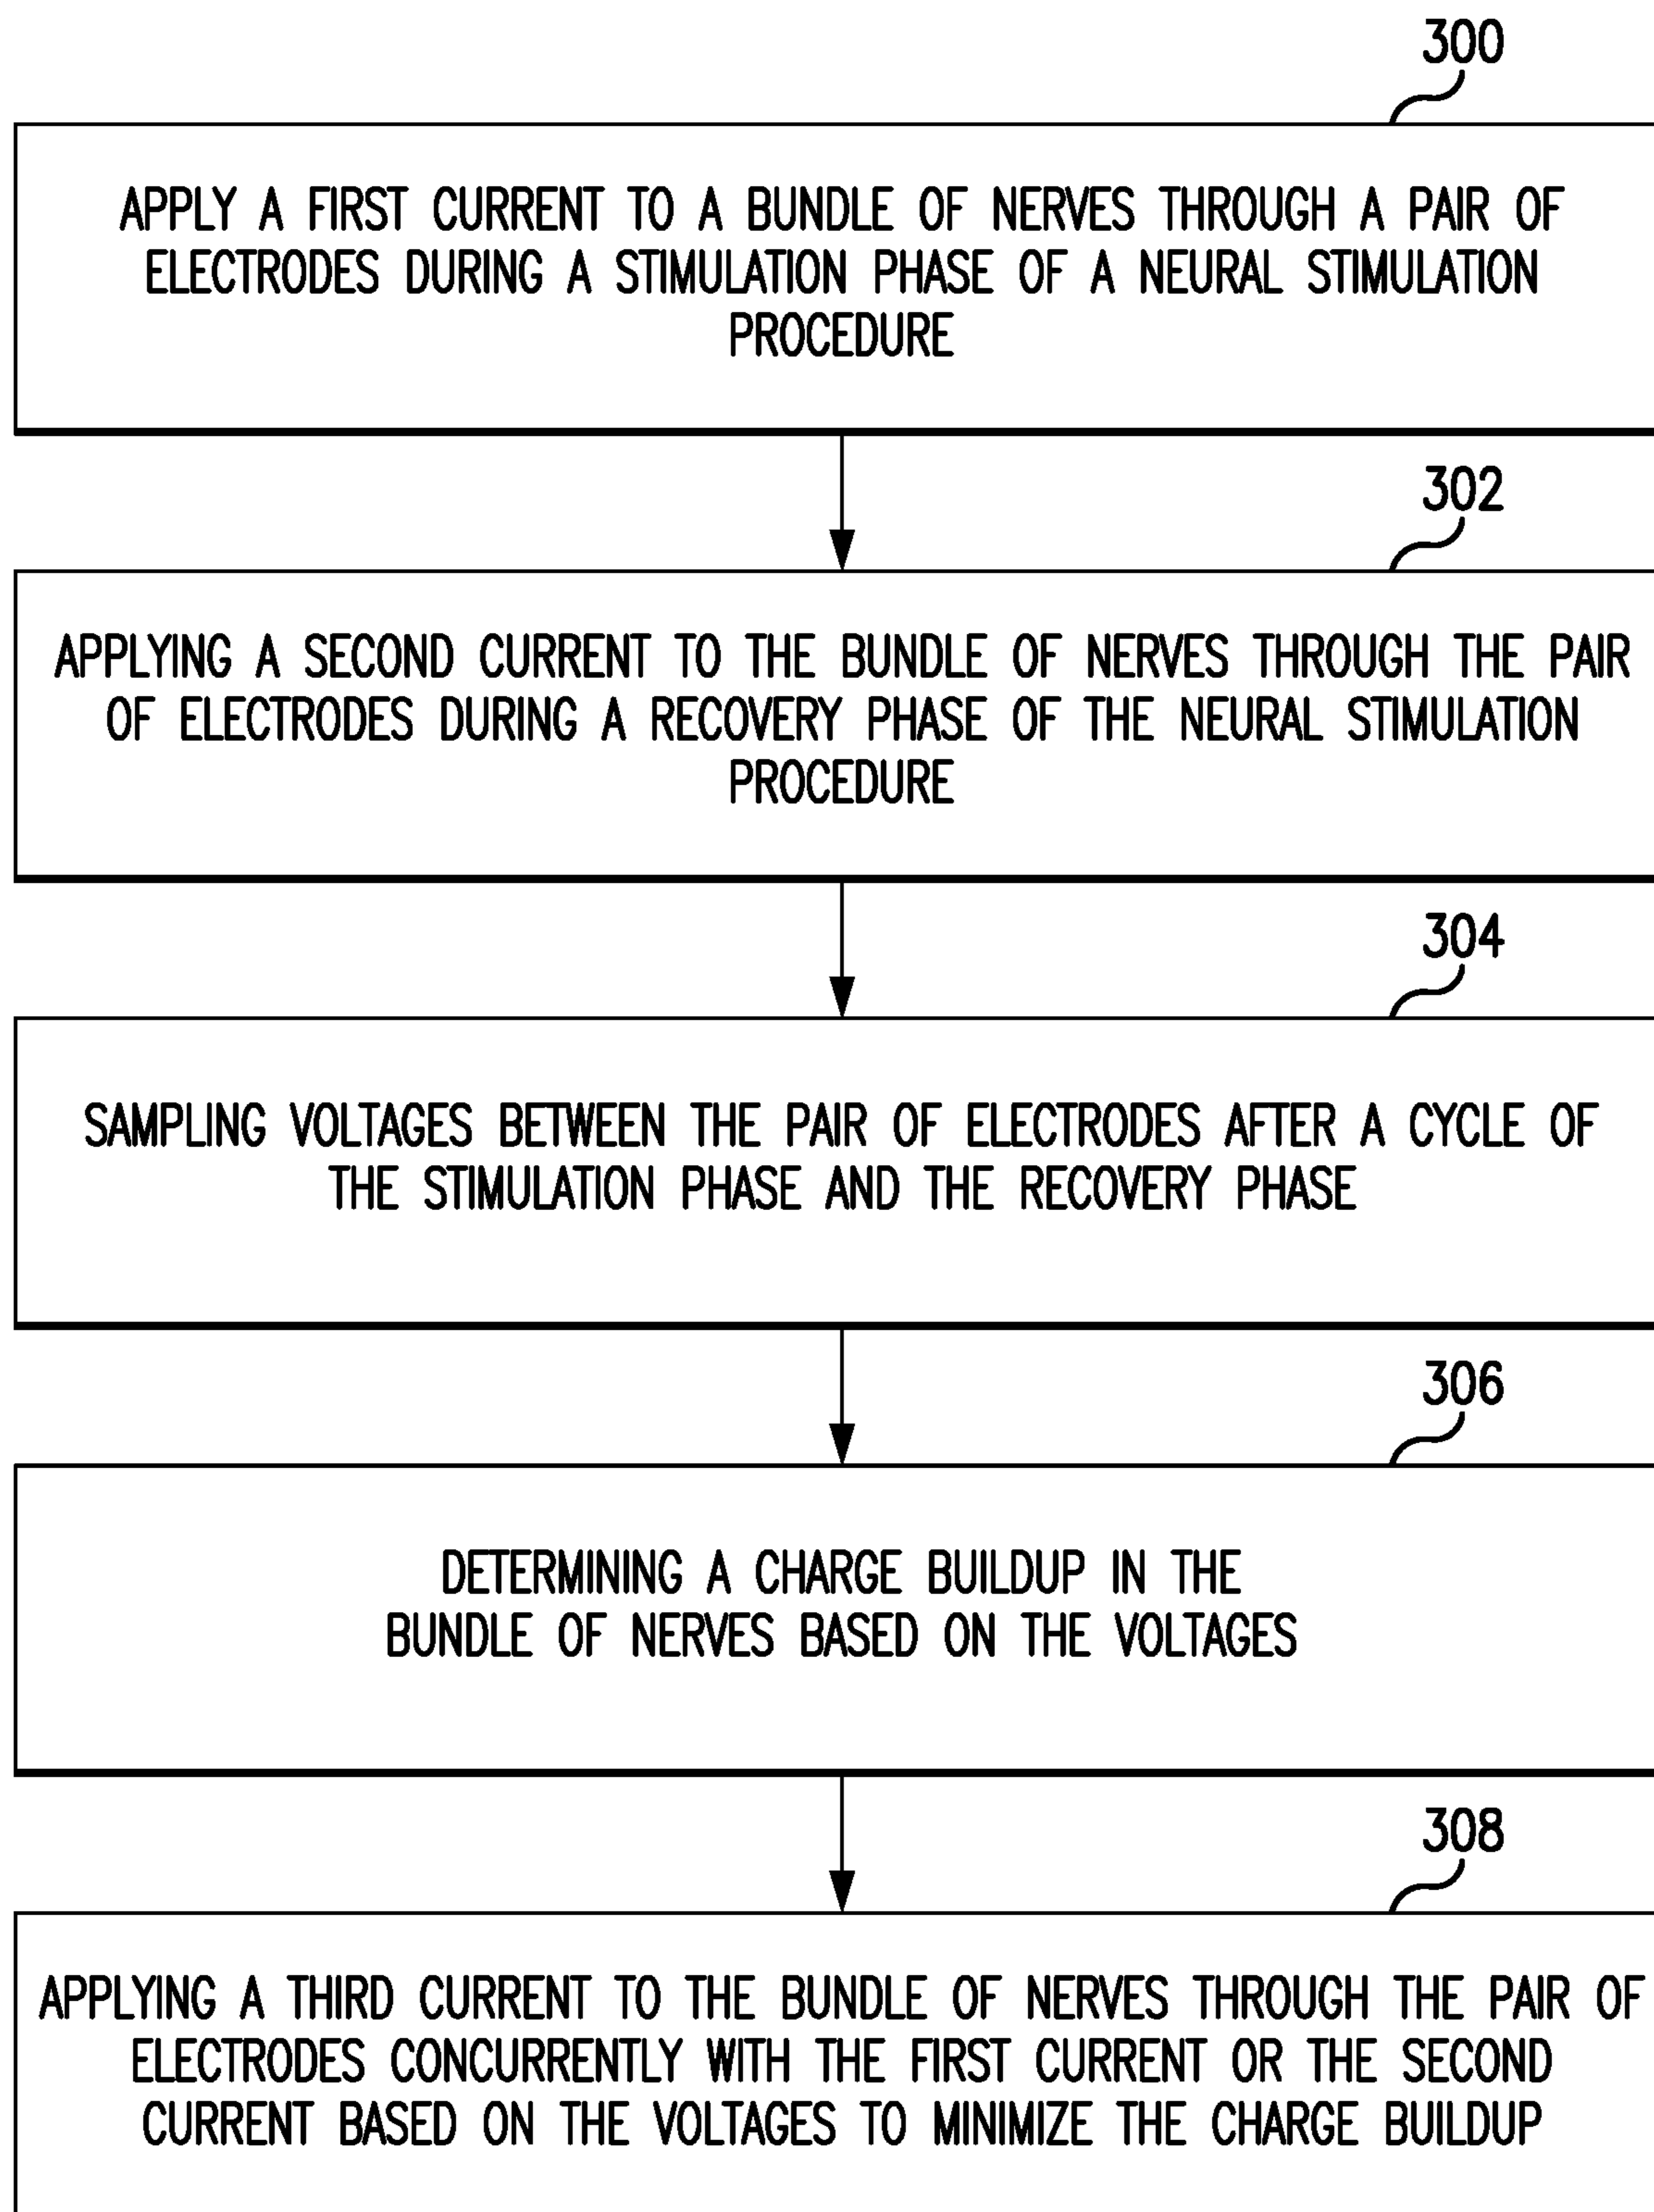 300
APPLY A FIRST CURRENT TO A BUNDLE OF NERVES THROUGH A PAIR OF
ELECTRODES DURING A STIMULATION PHASE OF A NEURAL STIMULATION
PROCEDURE
302
APPLYING A SECOND CURRENT TO THE BUNDLE OF NERVES THROUGH THE PAIR
OF ELECTRODES DURING A RECOVERY PHASE OF THE NEURAL STIMULATION
PROCEDURE
304
SAMPLING VOLTAGES BETWEEN THE PAIR OF ELECTRODES AFTER A CYCLE OF
THE STIMULATION PHASE AND THE RECOVERY PHASE
306
DETERMINING A CHARGE BUILDUP IN THE
BUNDLE OF NERVES BASED ON THE VOLTAGES
308
APPLYING A THIRD CURRENT TO THE BUNDLE OF NERVES THROUGH THE PAIR OF
ELECTRODES CONCURRENTLY WITH THE FIRST CURRENT OR THE SECOND
CURRENT BASED ON THE VOLTAGES TO MINIMIZE THE CHARGE BUILDUP